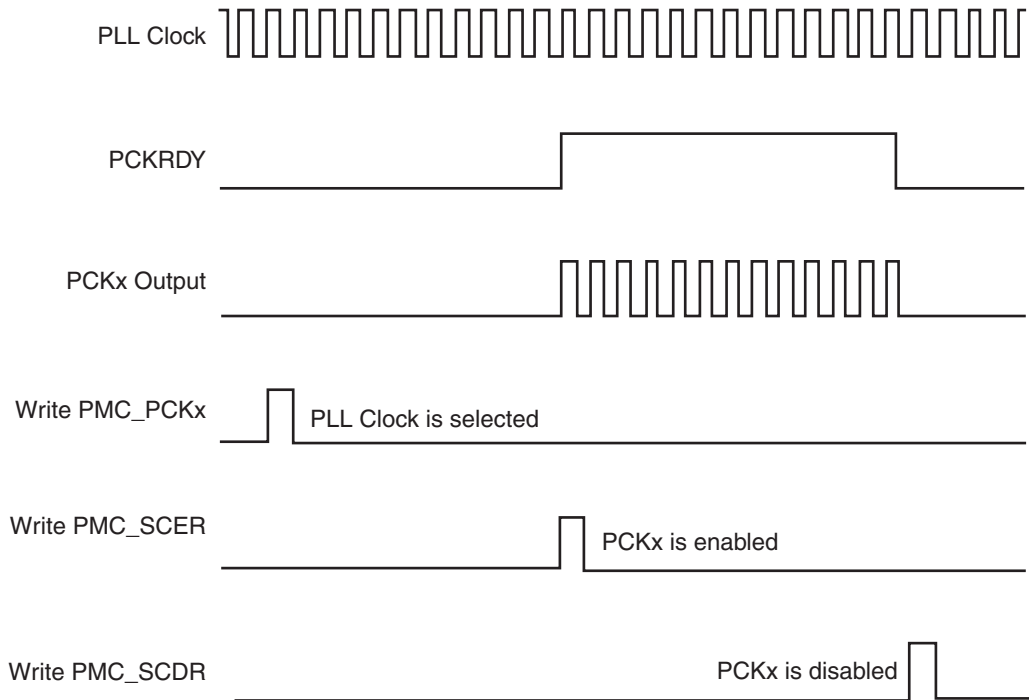 PLL Clock
PCKRDY
PCKx Output
Write PMC_PCKx
PLL Clock is selected
Write PMC_SCER
PCKx is enabled
Write PMC_SCDR
PCKx is disabled